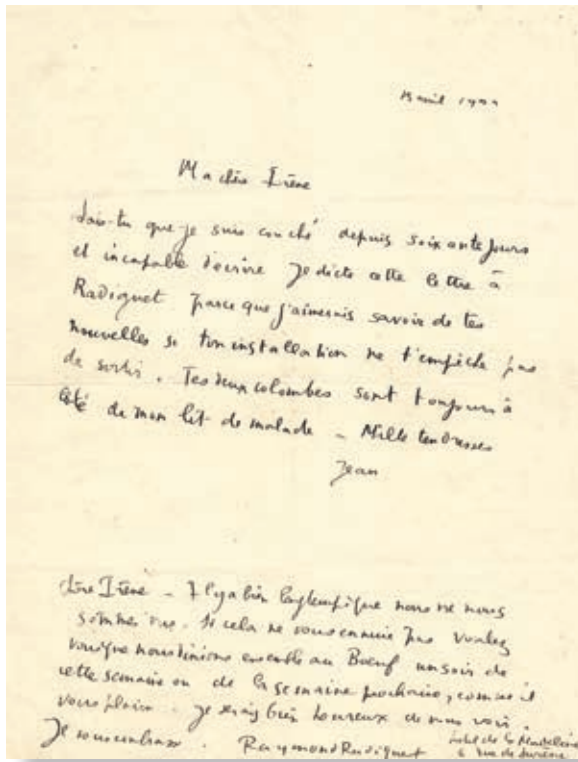 avril 1922
Ma chère Irène
Sais-tu que je suis couché depuis soixante jours
et incapable d'écrire Je dicte cette lettre à
Radiguet parce que j'aimerais savoir de tes
nouvelles si ton installation ne t'empêche pas
de sortir. Tes deux colombes sont toujours à
côté de mon lit de malade – Mille tendresses
Jean
Chère Irène – Il y a bien longtemps que nous ne nous
sommes vus. Si cela ne vous ennuie pas voulez
vous que nous dinions ensemble au Bœuf un soir de
cette semaine ou de la semaine prochaine, comme il
vous plaira. Je serais bien heureux de vous voir.
Je vous embrasse. Raymond Radiguet
hôtel de la Madeleine
6 rue de Surène